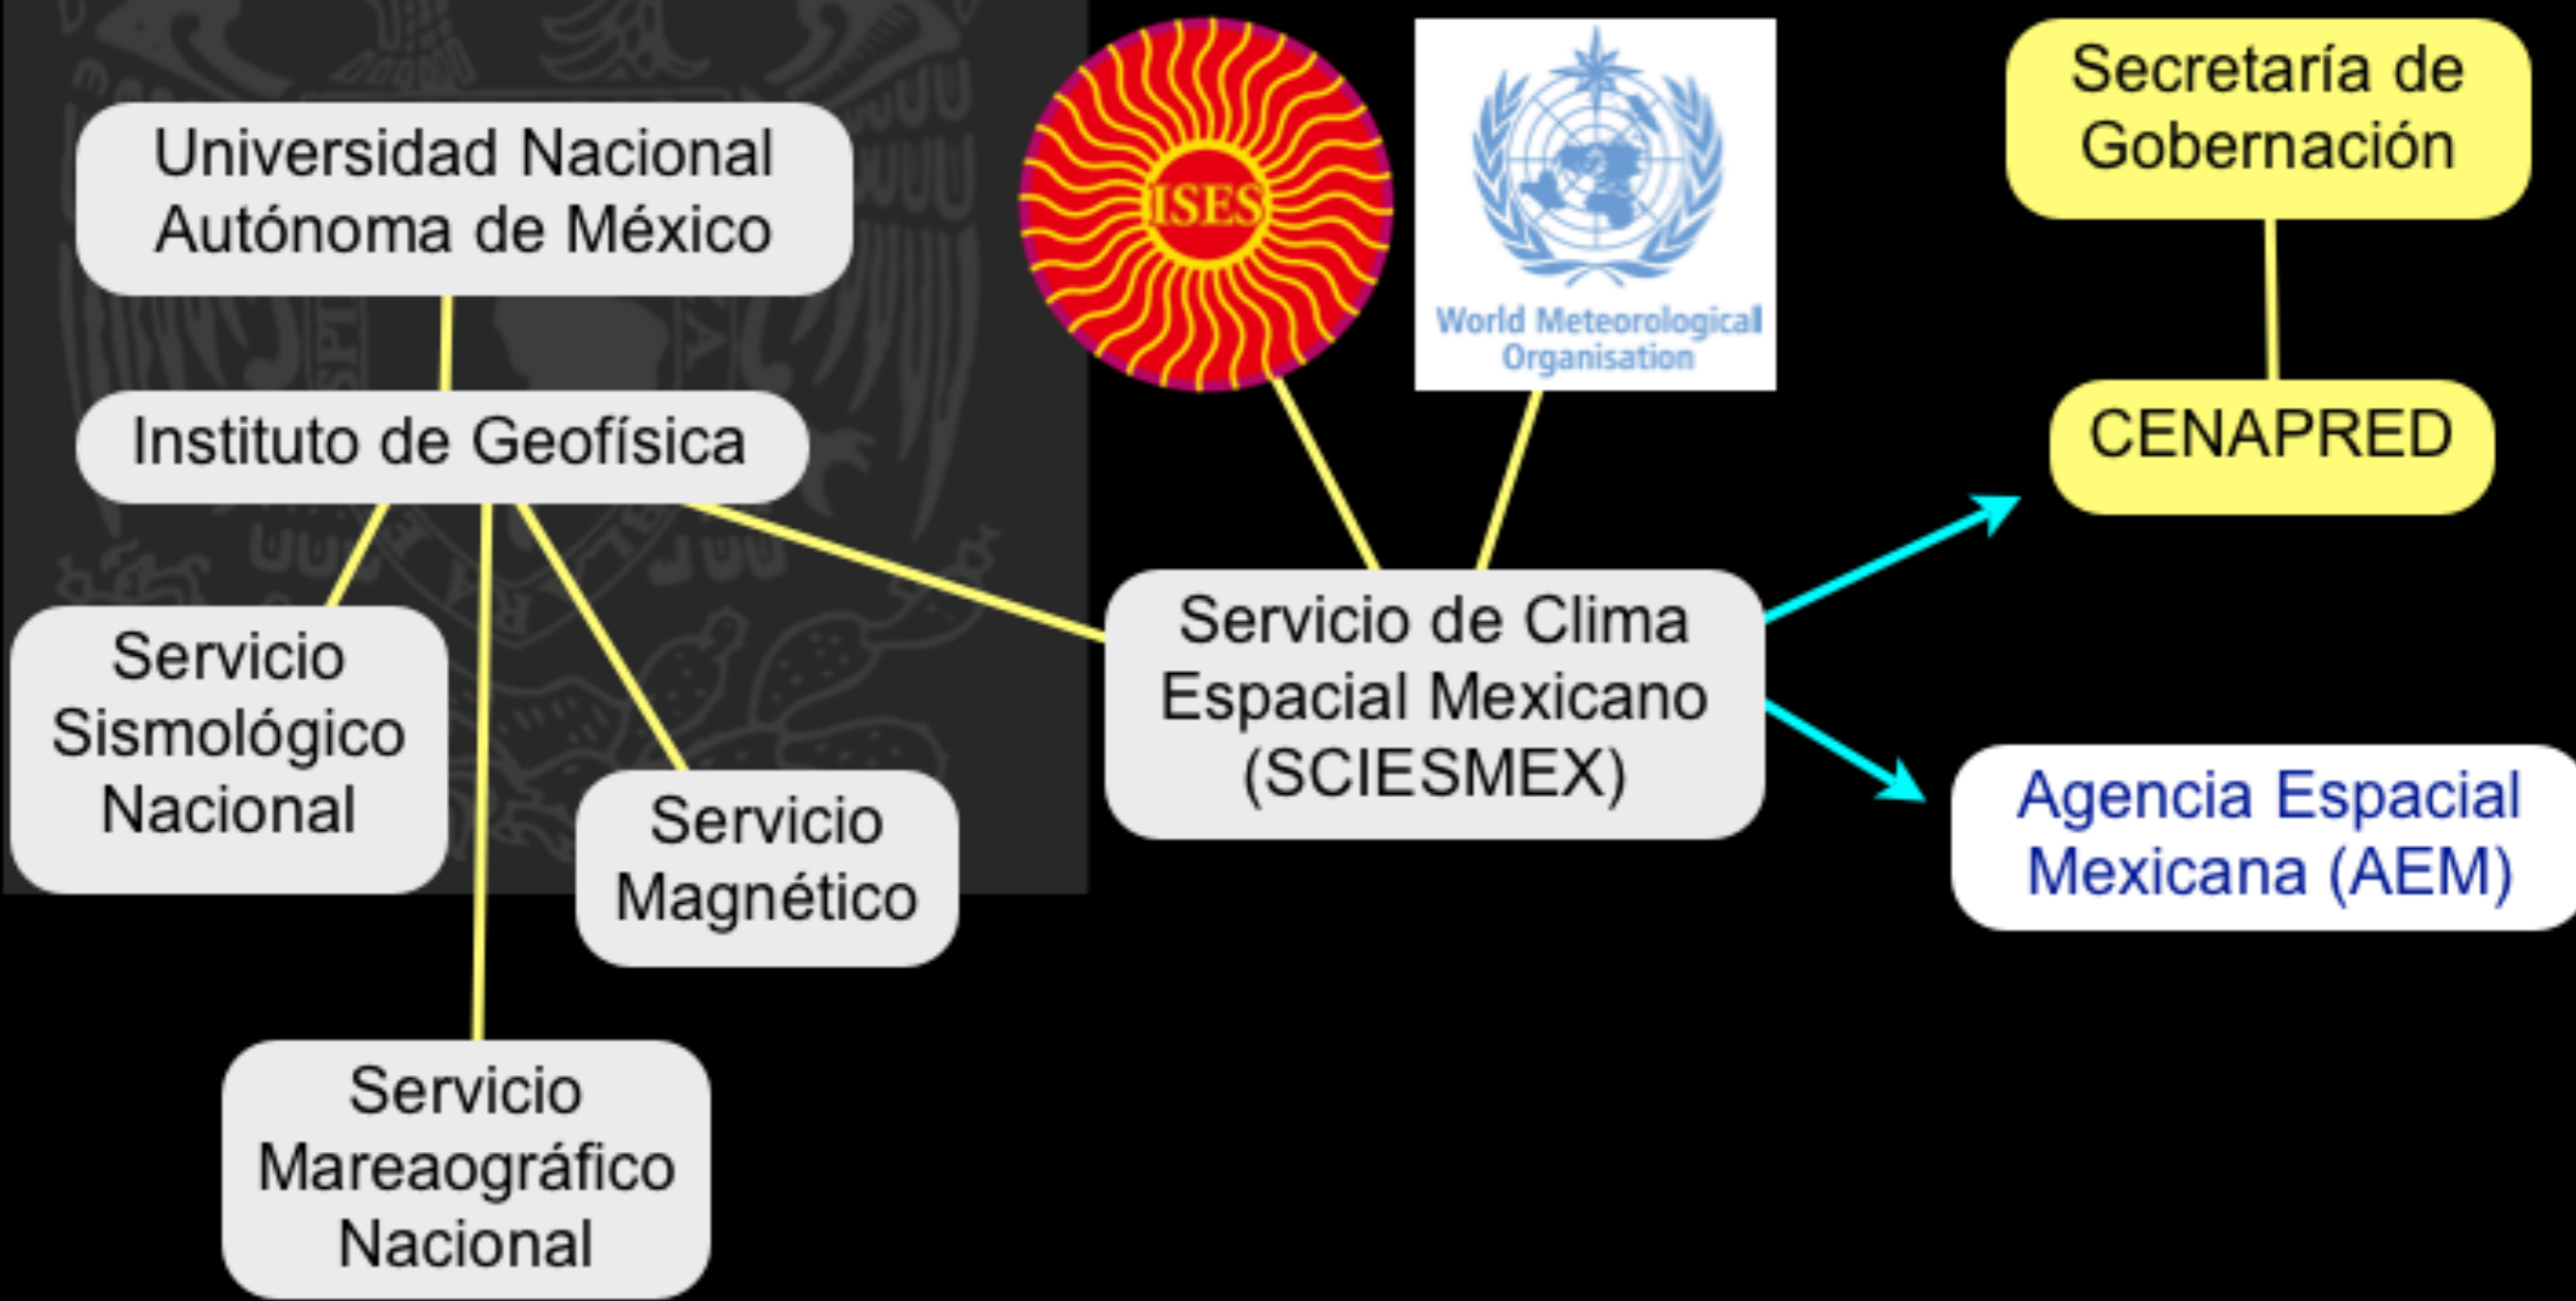 Universidad Nacional
Autónoma de México
Instituto de Geofísica
Servicio
Sismológico
Nacional
Servicio
Magnético
Servicio
Mareaográfico
Nacional
ISES
World Meteorological
Organisation
Servicio de Clima
Espacial Mexicano
(SCIESMEX)
Secretaría de
Gobernación
CENAPRED
Agencia Espacial
Mexicana (AEM)